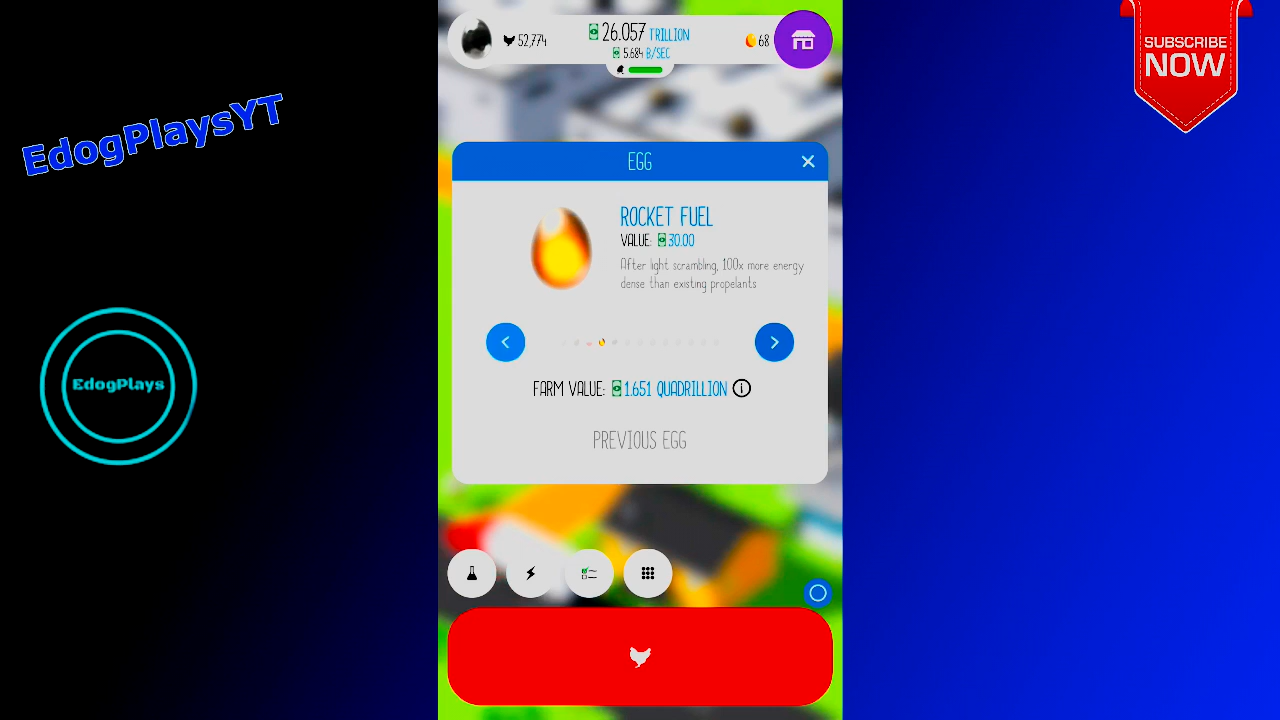 EdogPlaysYT
EdogPlays
52,774
26.057 TRILLION
5.684 B/SEC
68
SUBSCRIBE
NOW
EGG
ROCKET FUEL
VALUE: 30.00
After light scrambling, 100x more energy
dense than existing propelants
FARM VALUE: 1.651 QUADRILLION
PREVIOUS EGG